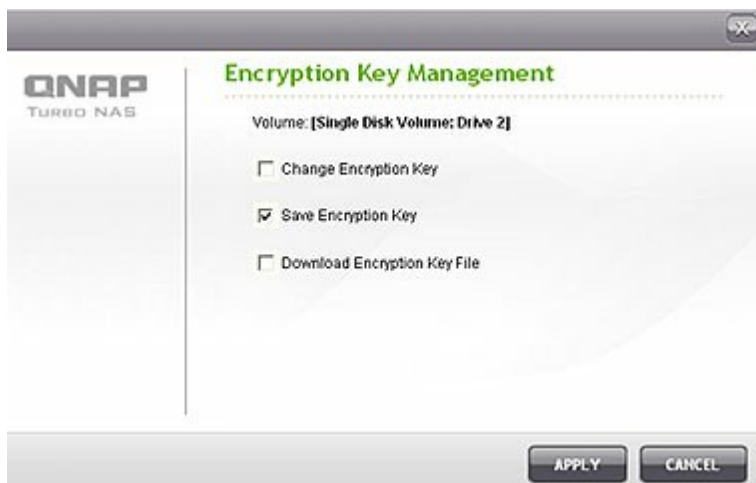 QNAP
TURBO NAS
Encryption Key Management
Volume: [Single Disk Volume: Drive 2]
Change Encryption Key
Save Encryption Key
Download Encryption Key File
APPLY
CANCEL